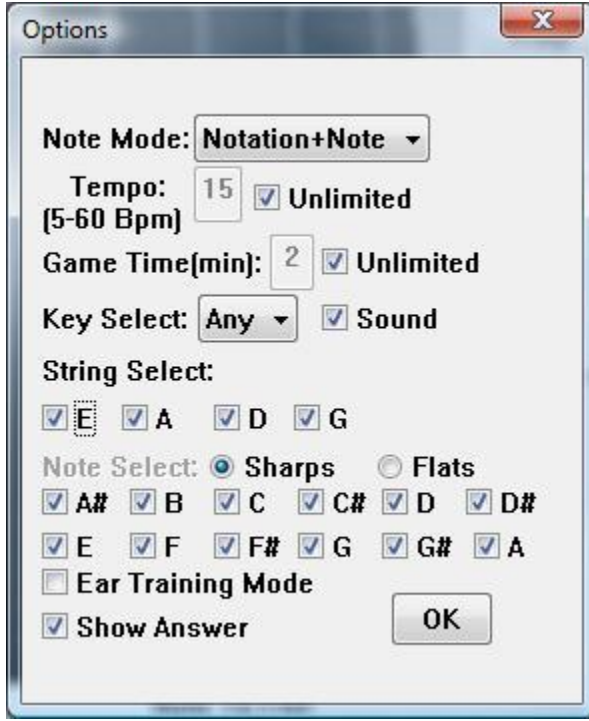 Options
Note Mode: Notation+Note
Tempo: 15 Unlimited
(5-60 Bpm)
Game Time(min): 2 Unlimited
Key Select: Any Sound
String Select:
E A D G
Note Select: Sharps Flats
A# B C C# D D#
E F F# G G# A
Ear Training Mode
Show Answer OK